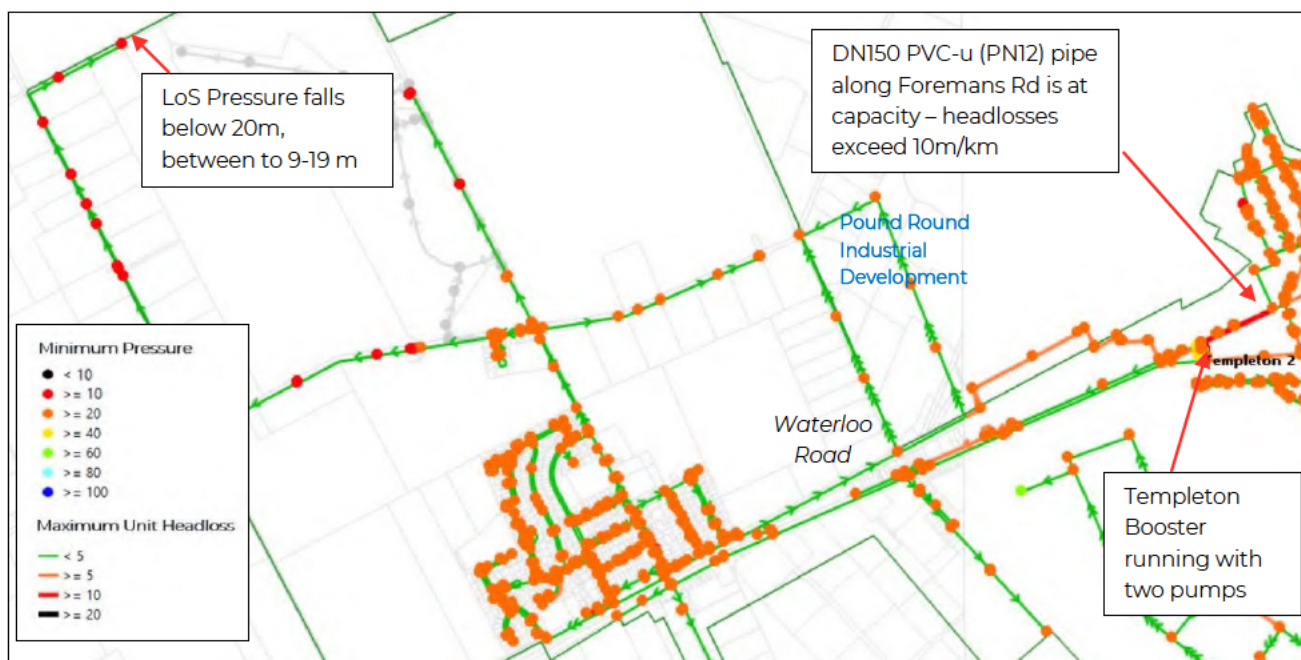 LoS Pressure falls
below 20m,
between to 9-19 m
DN150 PVC-u (PN12) pipe
along Foremans Rd is at
capacity – headlosses
exceed 10m/km
Pound Round
Industrial
Development
Minimum Pressure
< 10
>= 10
>= 20
>= 40
>= 60
>= 80
>= 100
Maximum Unit Headloss
< 5
>= 5
>= 10
>= 20
Templeton 2
Waterloo
Road
Templeton
Booster
running with
two pumps